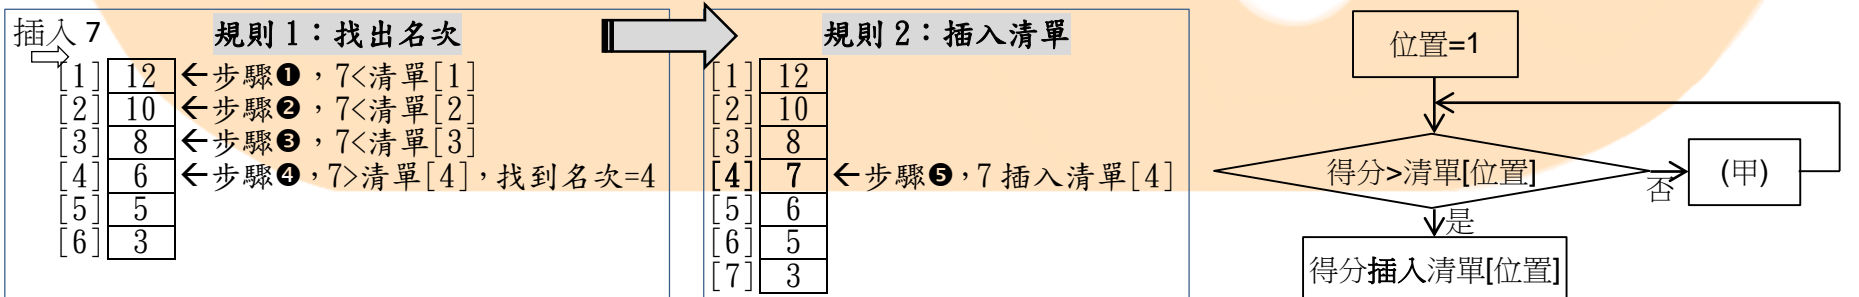 插入 7
規則 1：找出名次
[1] 12 ←步驟❶，7<清單[1]
[2] 10 ←步驟❷，7<清單[2]
[3] 8 ←步驟❸，7<清單[3]
[4] 6 ←步驟❹，7>清單[4]，找到名次=4
[5] 5
[6] 3
規則 2：插入清單
[1] 12
[2] 10
[3] 8
[4] 7 ←步驟❺，7 插入清單[4]
[5] 6
[6] 5
[7] 3
位置=1
得分>清單[位置]
否
(甲)
是
得分插入清單[位置]